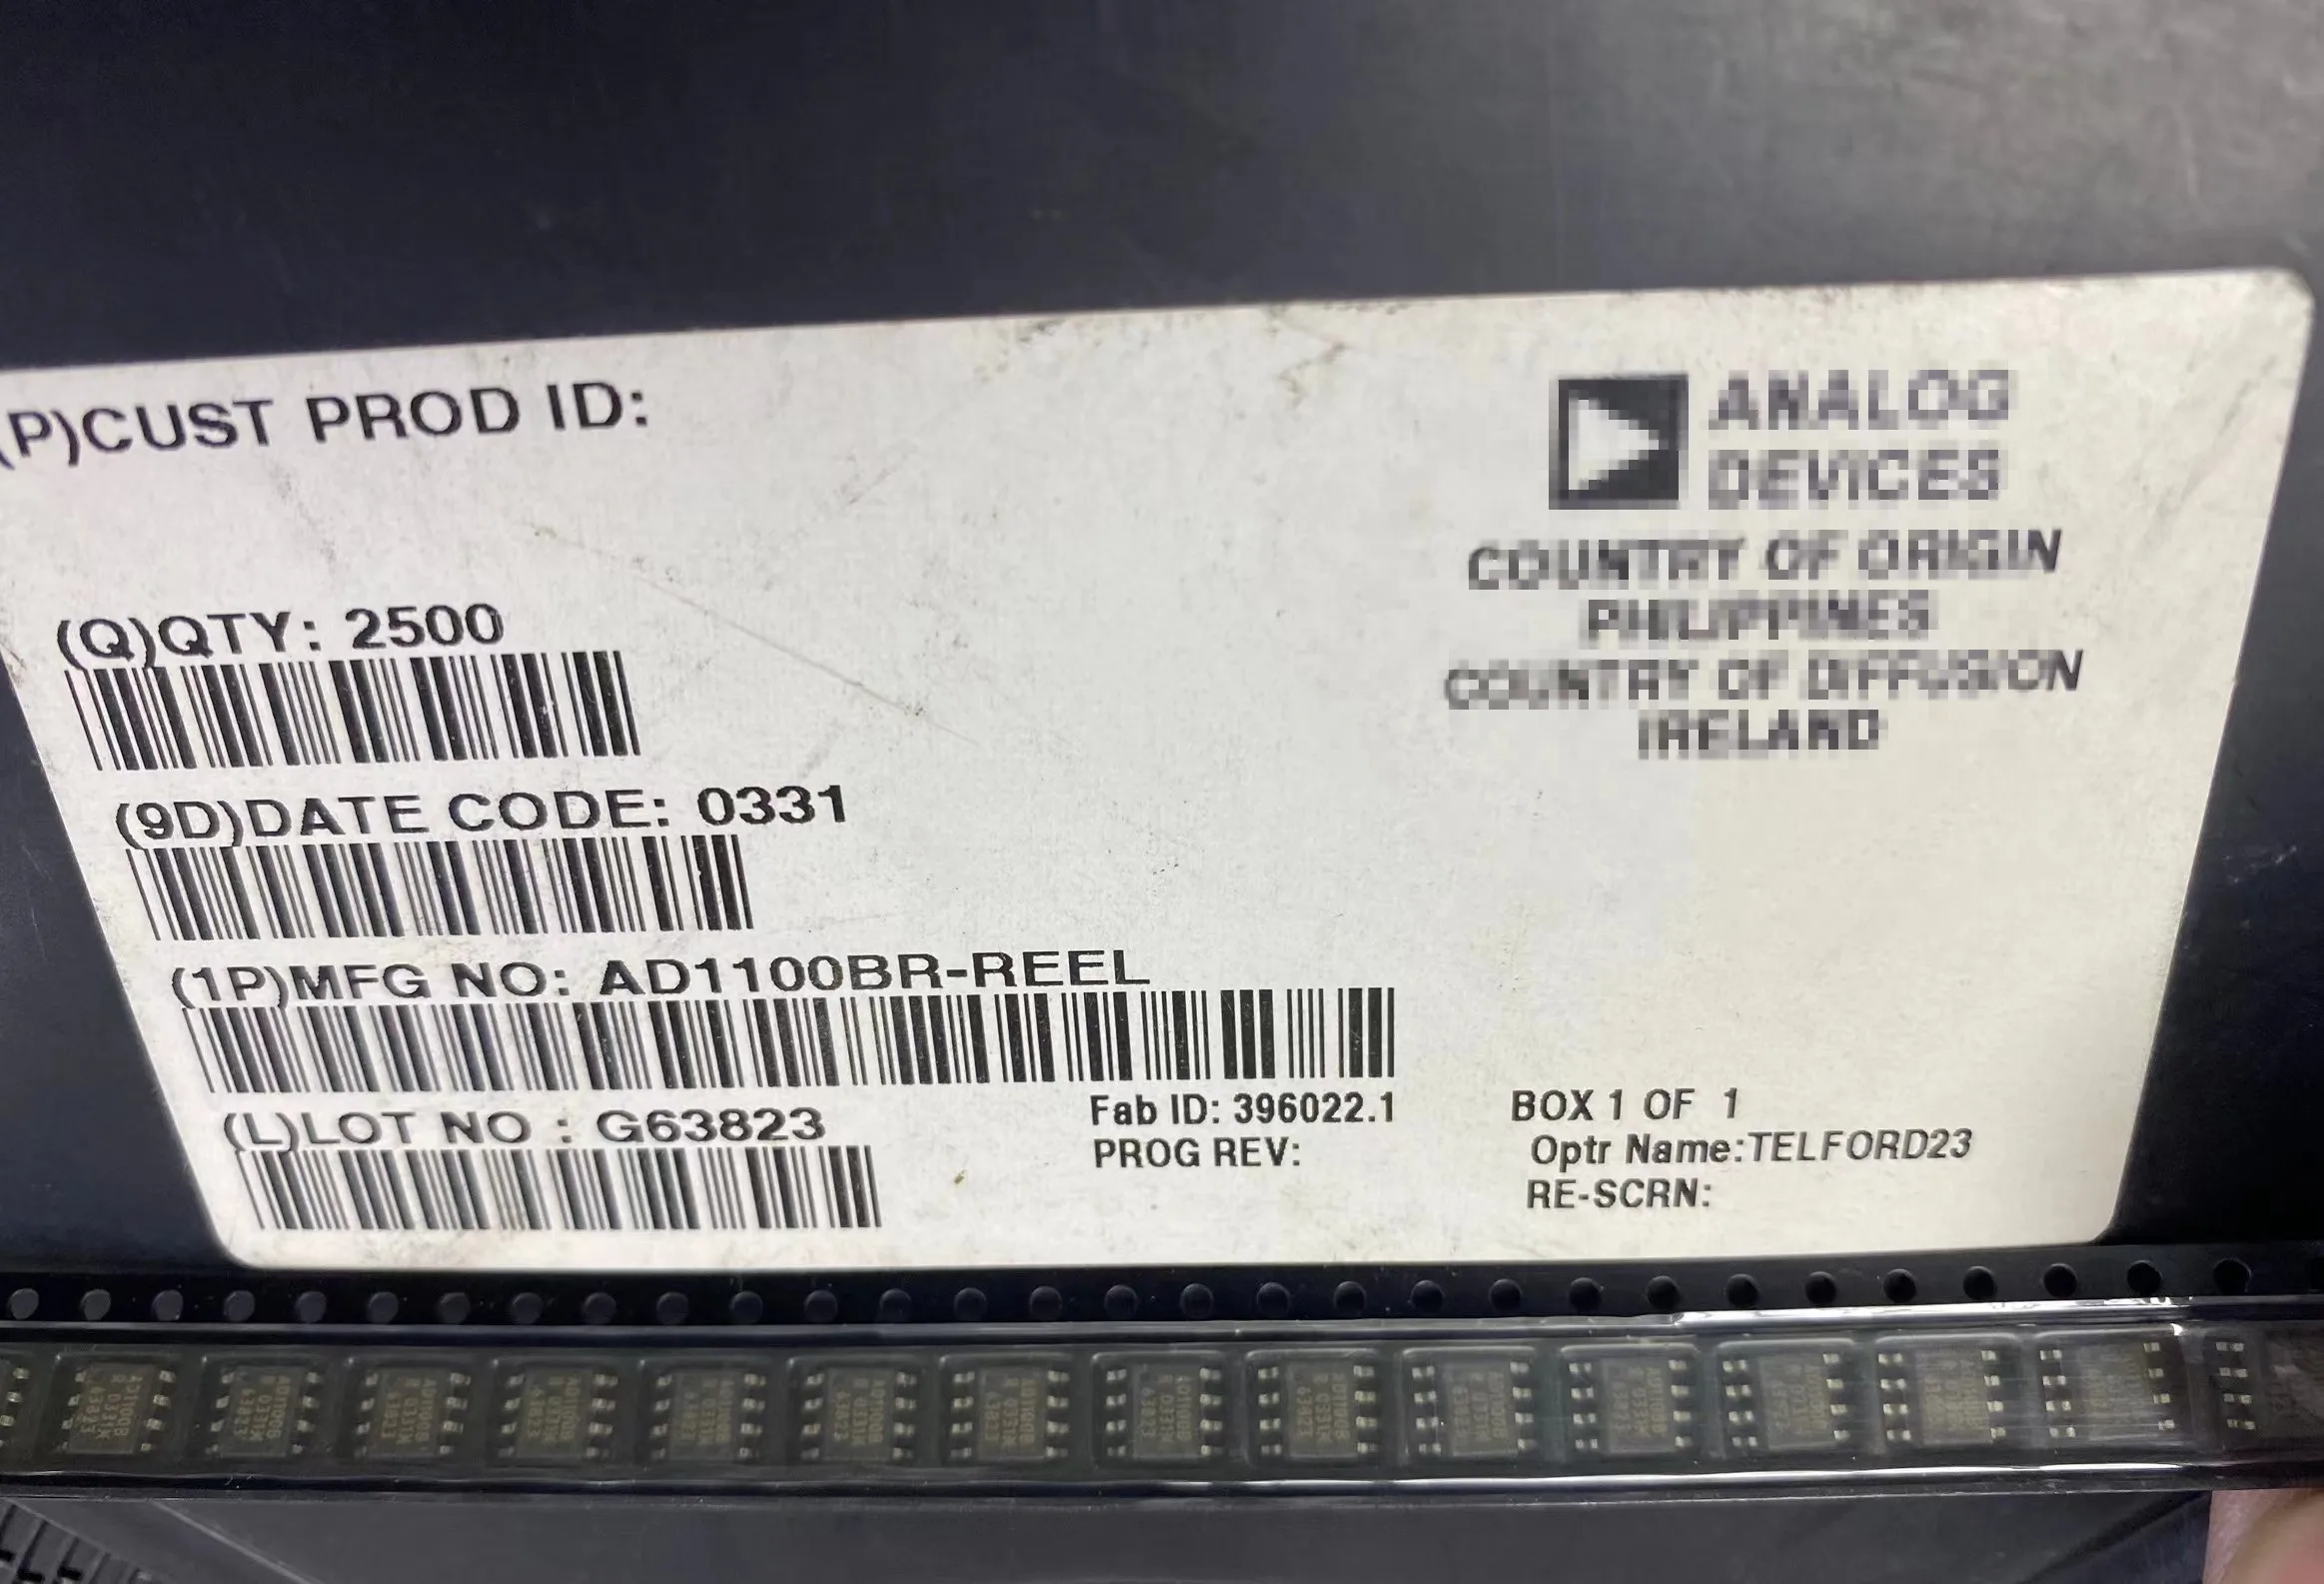 (P)CUST PROD ID:
ANALOG
DEVICES
COUNTRY OF ORIGIN
PHILIPPINES
COUNTRY OF DIFFUSION
IRELAND
(Q)QTY: 2500
(9D)DATE CODE: 0331
(1P)MFG NO: AD1100BR-REEL
(L)LOT NO : G63823
Fab ID: 396022.1
PROG REV:
BOX 1 OF 1
Optr Name:TELFORD23
RE-SCRN: